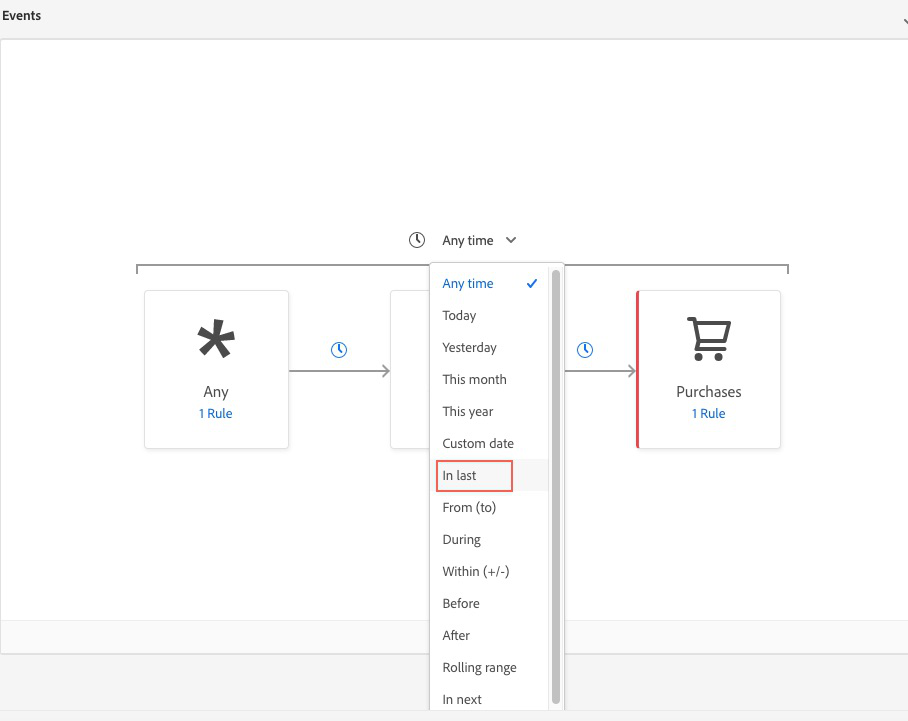 Events
Any time
Any time
Today
Yesterday
This month
This year
Custom date
In last
From (to)
During
Within (+/-)
Before
After
Rolling range
In next
Any
1 Rule
Purchases
1 Rule